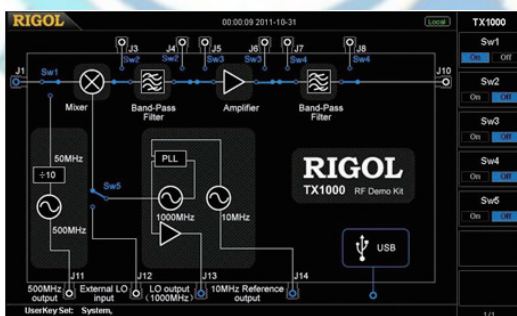 RIGOL
00:00:09 2011-10-31
Local
TX1000
J3
J4
J5
J6
J7
J8
Sw2
Sw2
Sw3
Sw3
Sw4
Sw4
J1
Sw1
J10
Mixer
Band-Pass Filter
Amplifier
Band-Pass Filter
50MHz
÷10
500MHz
Sw5
PLL
1000MHz
10MHz
RIGOL
TX1000 RF Demo Kit
USB
J11
J12
J13
J14
500MHz output
External LO input
LO output (1000MHz)
10MHz Reference output
UserKey Set: System,
Sw1
On Off
Sw2
On Off
Sw3
On Off
Sw4
On Off
Sw5
On Off
1/1